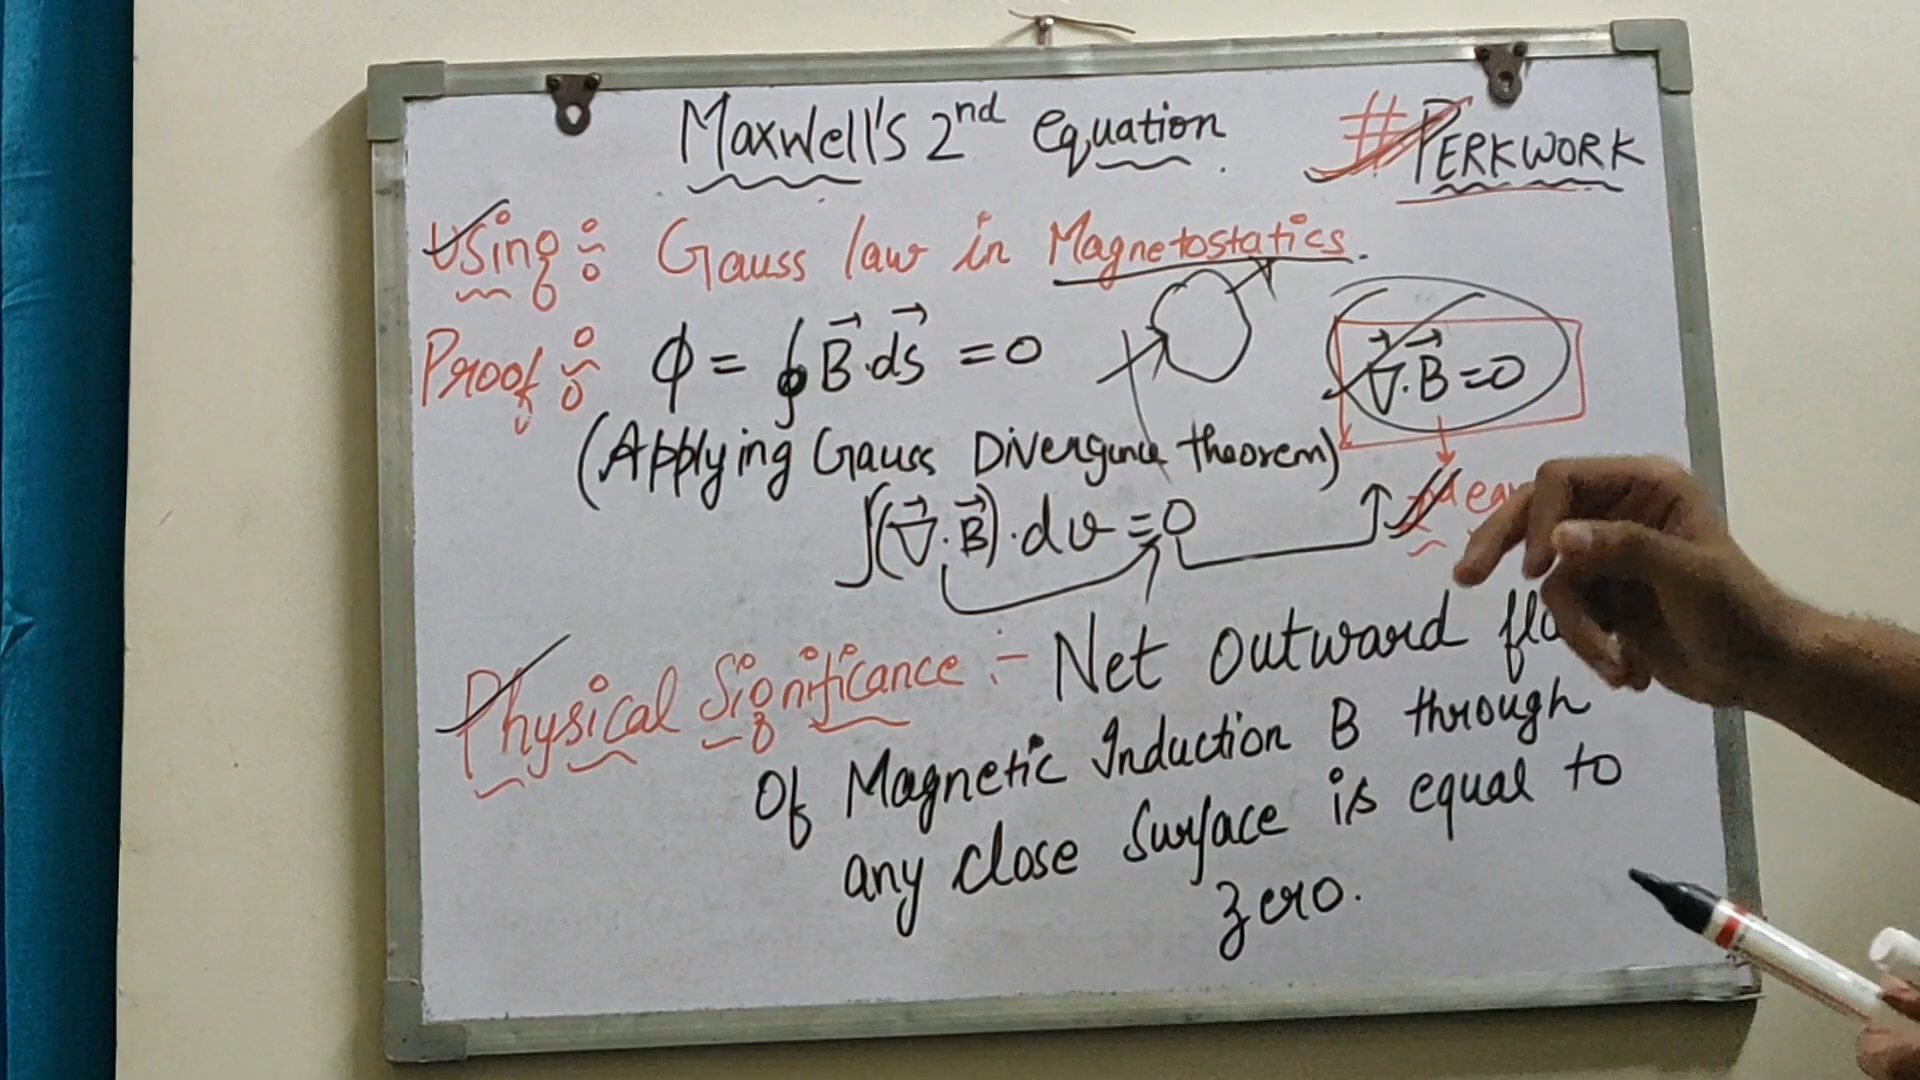 Maxwell's 2nd equation.
#PERKWORK
Using : Gauss law in Magnetostatics.
Proof : ϕ = ∮ B⃗.ds⃗ = 0
∇⃗.B⃗ = 0
(Applying Gauss Divergence theorem)
∫(∇⃗.B⃗).dv = 0
Physical Significance :- Net outward
of Magnetic Induction B through
any close surface is equal to
zero.